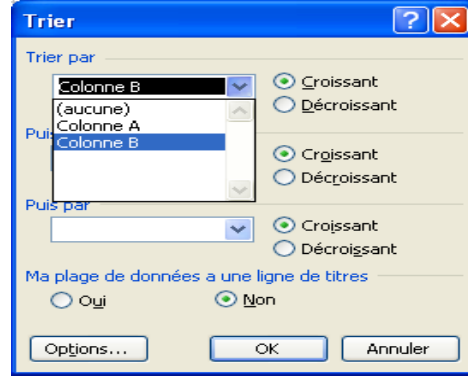 Trier
Trier par
Colonne B
Croissant
Décroissant
(aucune)
Colonne A
Colonne B
Puis
Croissant
Décroissant
Puis par
Croissant
Décroissant
Ma plage de données a une ligne de titres
Oui
Non
Options...
OK
Annuler